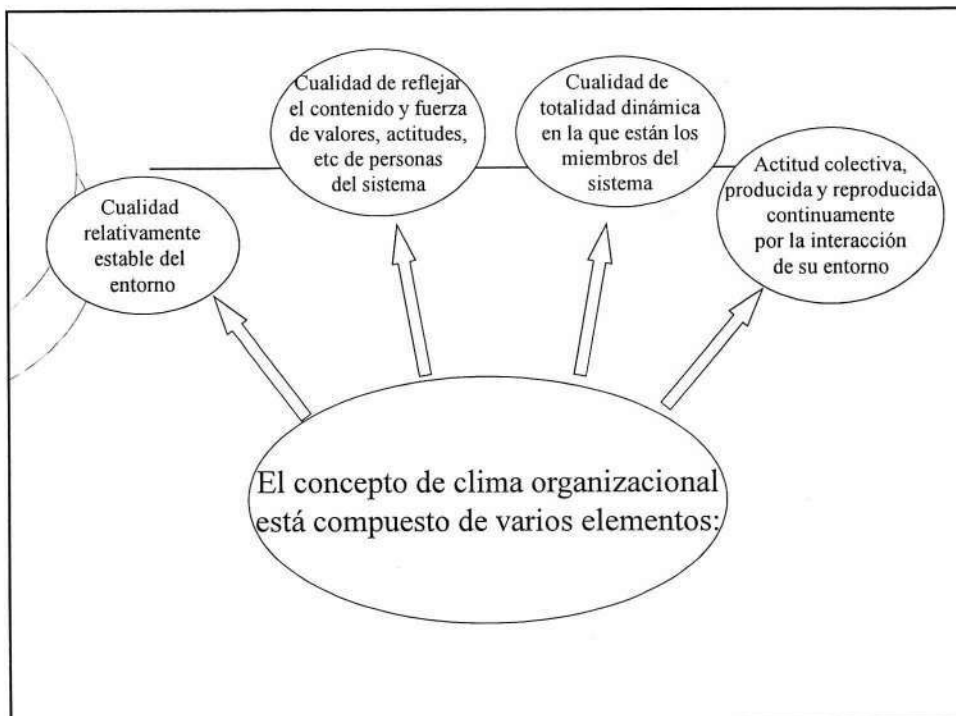 Cualidad de reflejar
el contenido y fuerza
de valores, actitudes,
etc de personas
del sistema
Cualidad de
totalidad dinámica
en la que están los
miembros del
sistema
Actitud colectiva,
producida y reproducida
continuamente
por la interacción
de su entorno
Cualidad
relativamente
estable del
entorno
El concepto de clima organizacional
está compuesto de varios elementos: